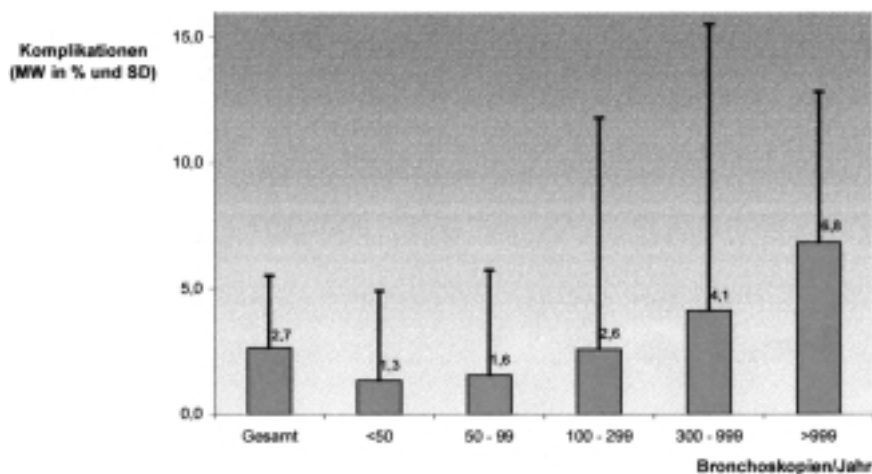 Komplikationen
(MW in % und SD)
15,0
10,0
5,0
0,0
2,7
1,3
1,6
2,6
4,1
6,8
Gesamt <50 50 - 99 100 - 299 300 - 999 >999
Bronchoskopien/Jahr